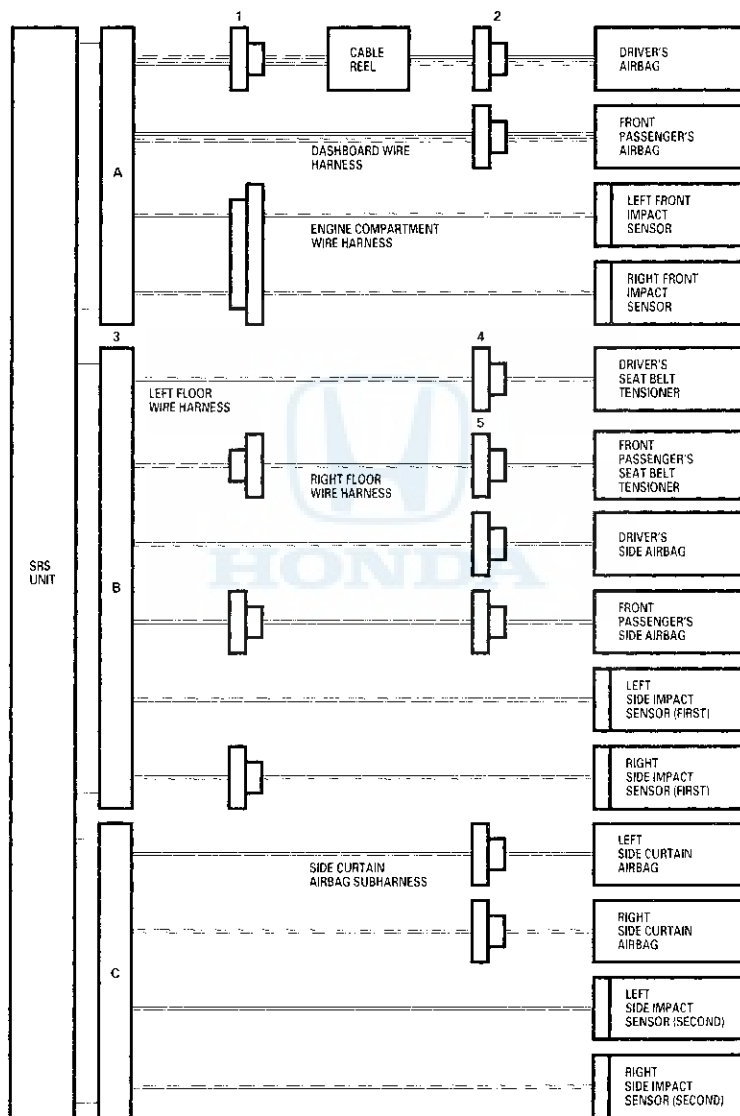 1
2
CABLE
REEL
DRIVER'S
AIRBAG
FRONT
PASSENGER'S
AIRBAG
DASHBOARD WIRE
HARNESS
A
LEFT FRONT
IMPACT
SENSOR
ENGINE COMPARTMENT
WIRE HARNESS
RIGHT FRONT
IMPACT
SENSOR
3
4
DRIVER'S
SEAT BELT
TENSIONER
LEFT FLOOR
WIRE HARNESS
5
FRONT
PASSENGER'S
SEAT BELT
TENSIONER
RIGHT FLOOR
WIRE HARNESS
DRIVER'S
SIDE AIRBAG
HONDA
SRS
UNIT
B
FRONT
PASSENGER'S
SIDE AIRBAG
LEFT
SIDE IMPACT
SENSOR (FIRST)
RIGHT
SIDE IMPACT
SENSOR (FIRST)
LEFT
SIDE CURTAIN
AIRBAG
SIDE CURTAIN
AIRBAG SUBHARNESS
RIGHT
SIDE CURTAIN
AIRBAG
C
LEFT
SIDE IMPACT
SENSOR (SECOND)
RIGHT
SIDE IMPACT
SENSOR (SECOND)